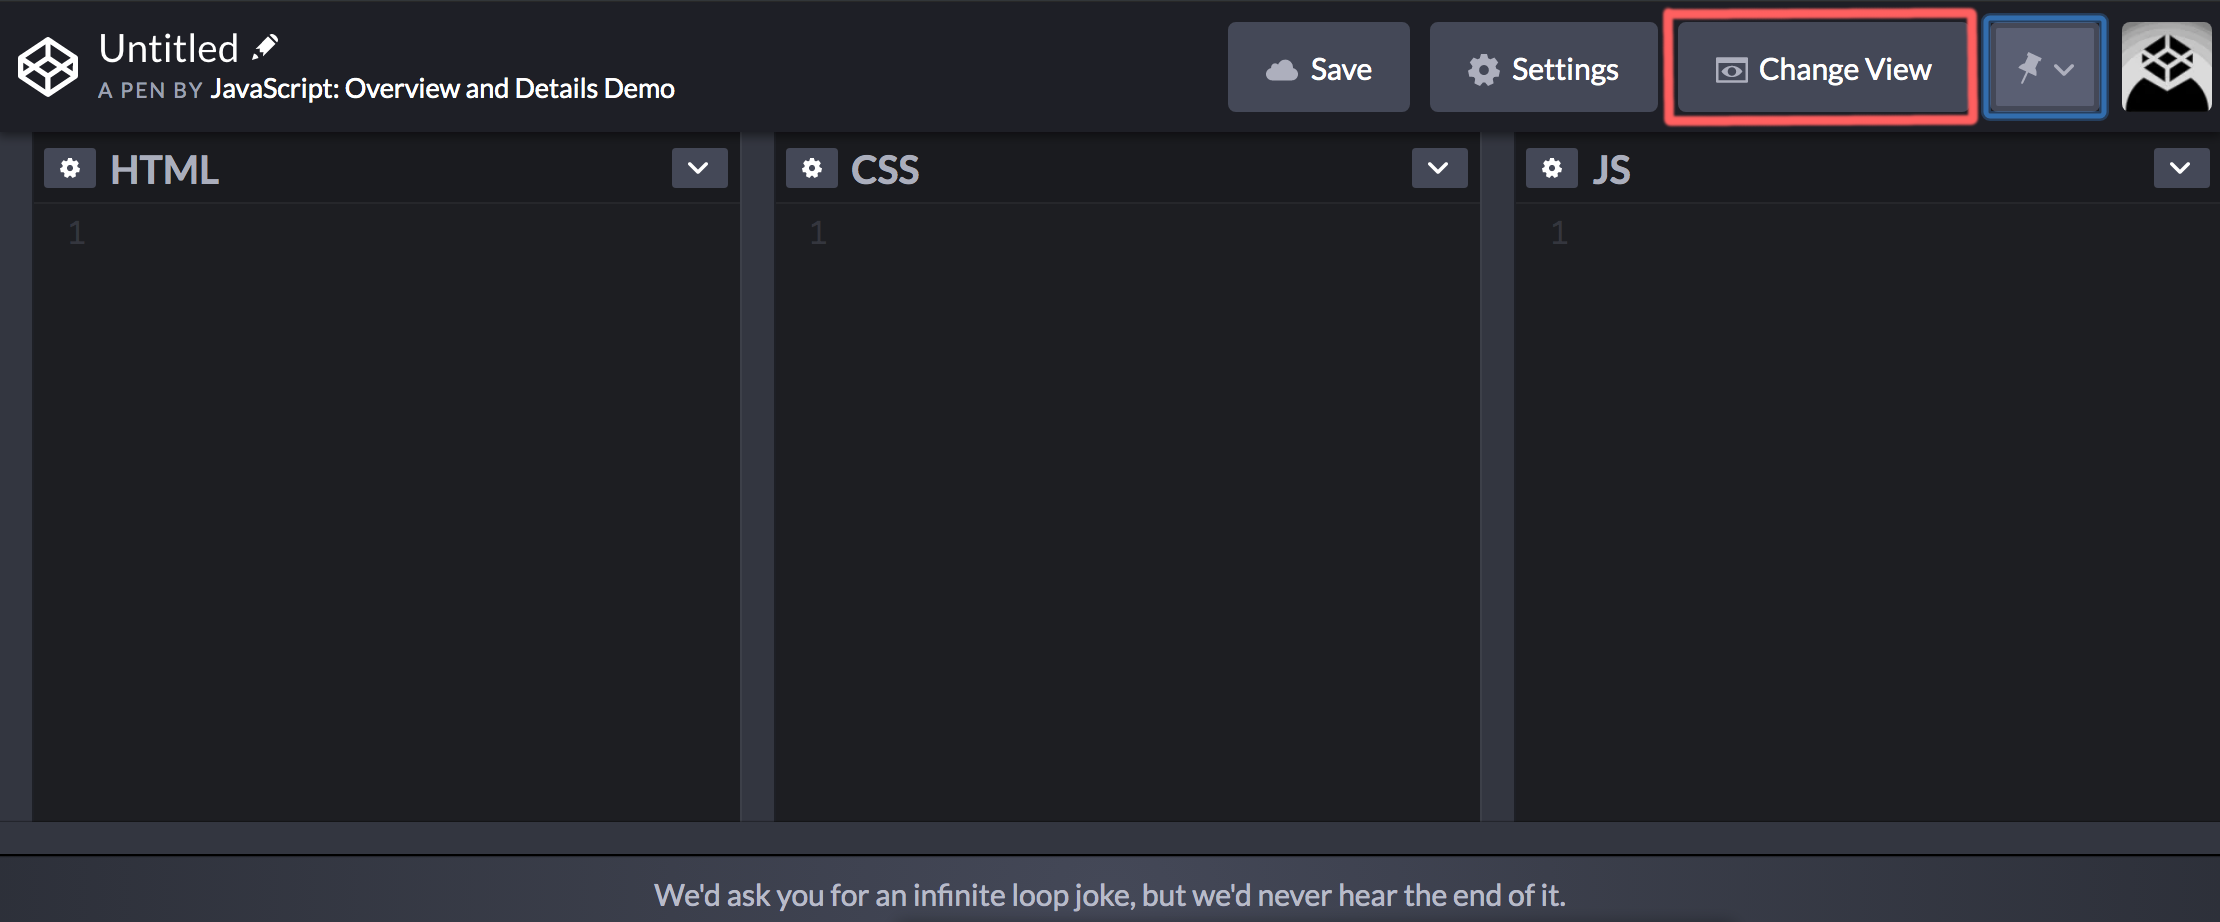 Untitled
A PEN BY JavaScript: Overview and Details Demo
Save
Settings
Change View
HTML
CSS
JS
1
1
1
We'd ask you for an infinite loop joke, but we'd never hear the end of it.